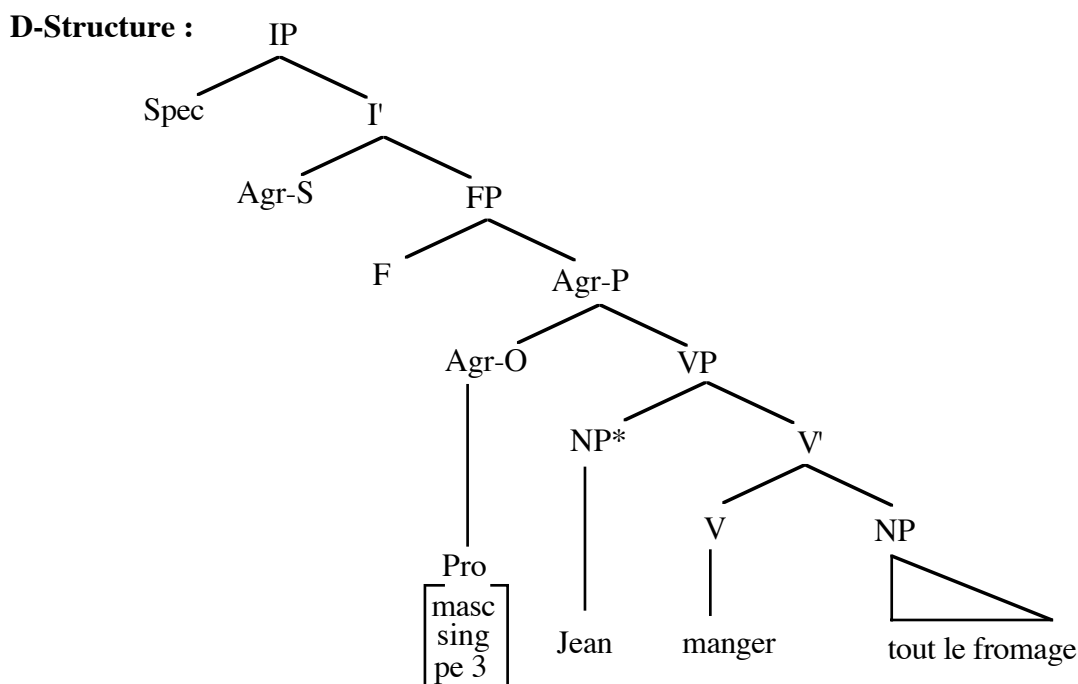 D-Structure :
IP
Spec
I'
Agr-S
FP
F
Agr-P
Agr-O
VP
NP*
V'
V
NP
Pro
masc
sing
pe 3
Jean
manger
tout le fromage